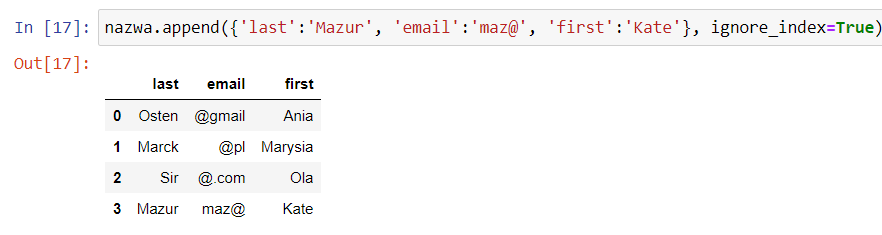 In [17]: nazwa.append({'last':'Mazur', 'email':'maz@', 'first':'Kate'}, ignore_index=True)
Out[17]:
last email first
0 Osten @gmail Ania
1 Marck @pl Marysia
2 Sir @.com Ola
3 Mazur maz@ Kate